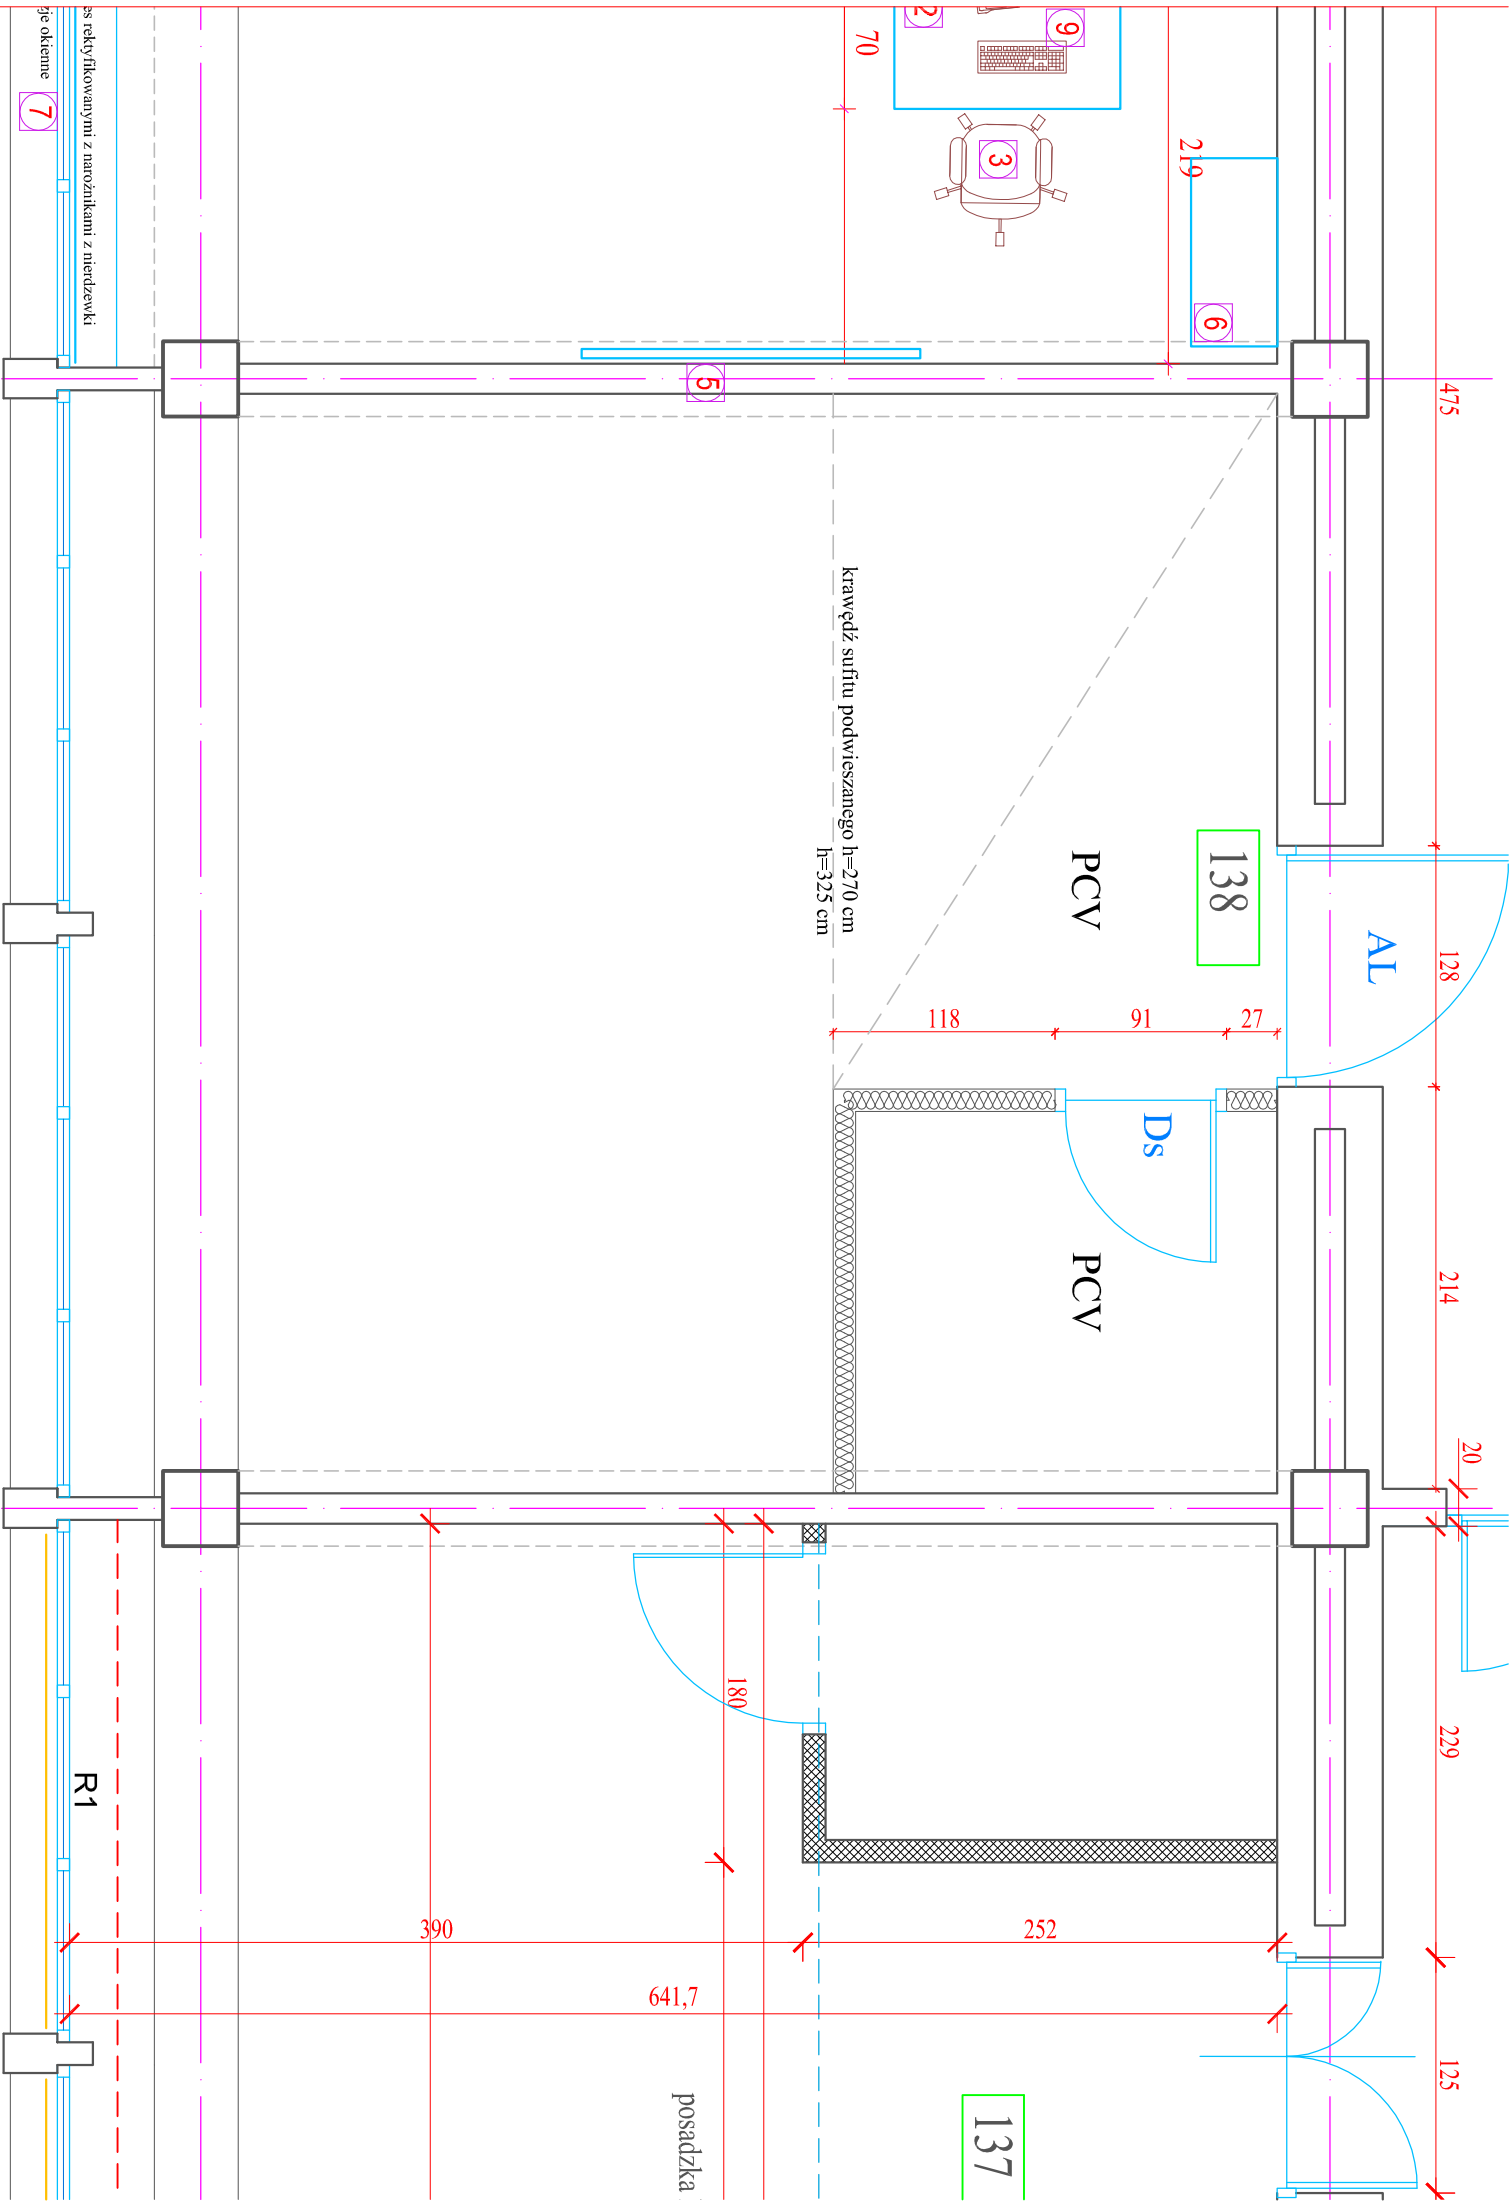 es rektyfikowanymi z narożnikami z nierdzewki
zje okienne
7
2
9
70
3
219
6
5
475
krawędź sufitu podwieszanego h=270 cm
h=325 cm
PCV
138
AL
128
118
91
27
Ds
PCV
214
20
180
229
R1
390
252
641,7
125
137
posadzka